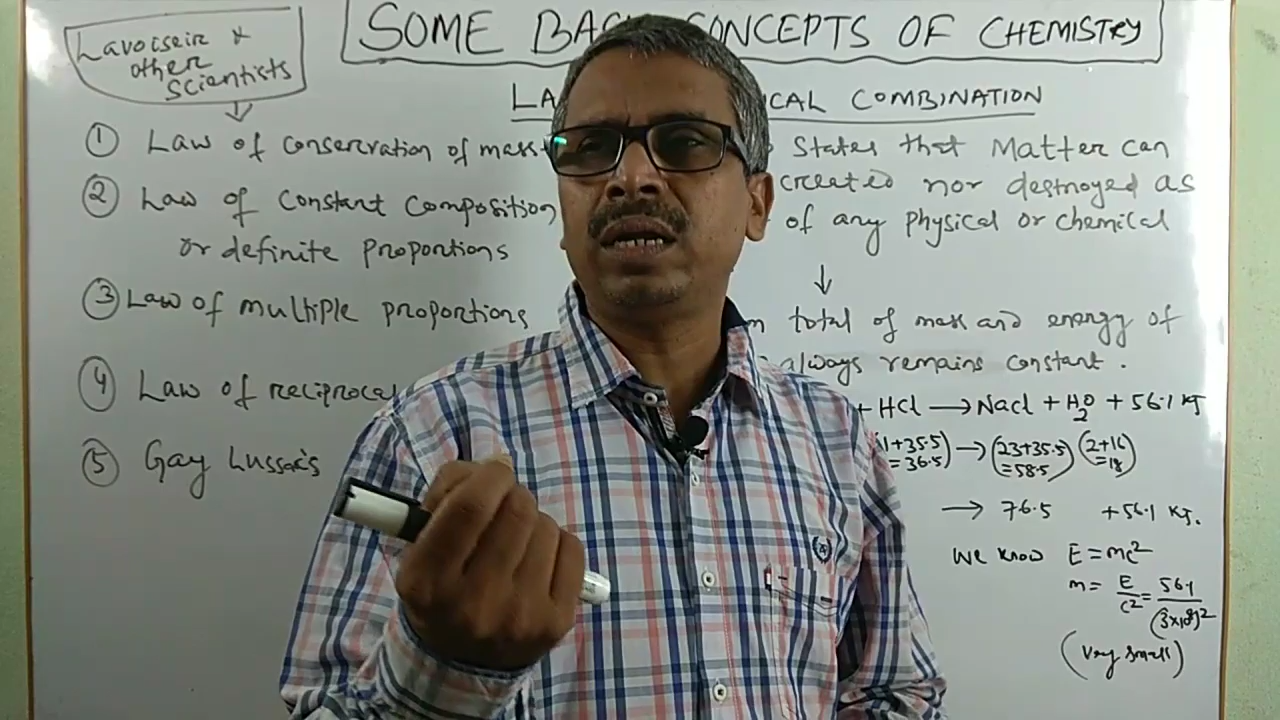 Lavoiseir &
other
Scientists
SOME CONCEPTS OF CHEMISTRY
COMBINATION
① Law of conservation of mass
② Law of Constant Composition
or definite Proportions
③ Law of multiple proportions
④ Law of
⑤ Gay Lussac's
States that Matter can
created nor destroyed as
of any physical or chemical
↓
total of mass and energy of
always remains constant.
+ HCl → NaCl + H2O + 56.1 KJ
(1+35.5) → (23+35.5) (2+16)
=36.5 =58.5 =18
→ 76.5 +56.1 KJ.
We know E = mc²
m = E/c² = 56.1/(3×10⁸)²
(Very small)